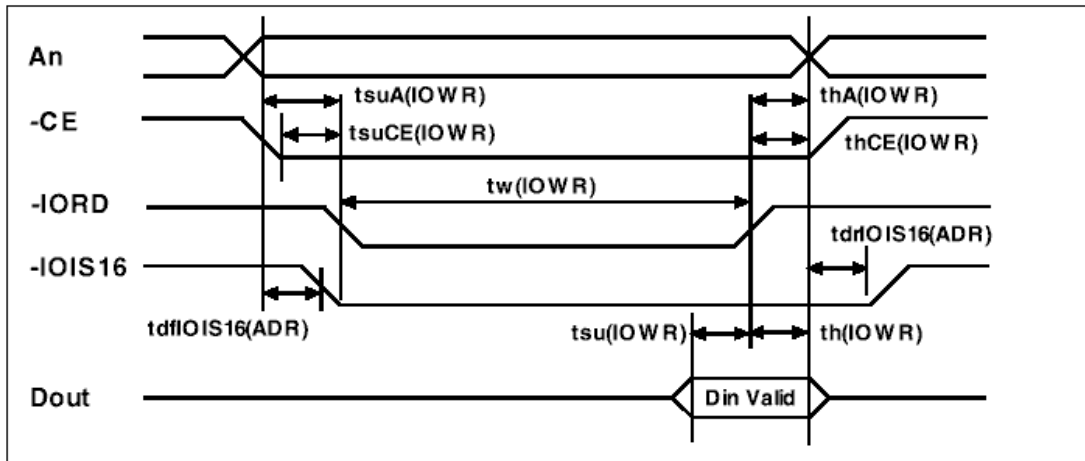 An
tsuA(IOWR)
thA(IOWR)
-CE
tsuCE(IOWR)
thCE(IOWR)
tw(IOWR)
-IORD
tdrIOIS16(ADR)
-IOIS16
tdfIOIS16(ADR)
tsu(IOWR)
th(IOWR)
Dout
Din Valid